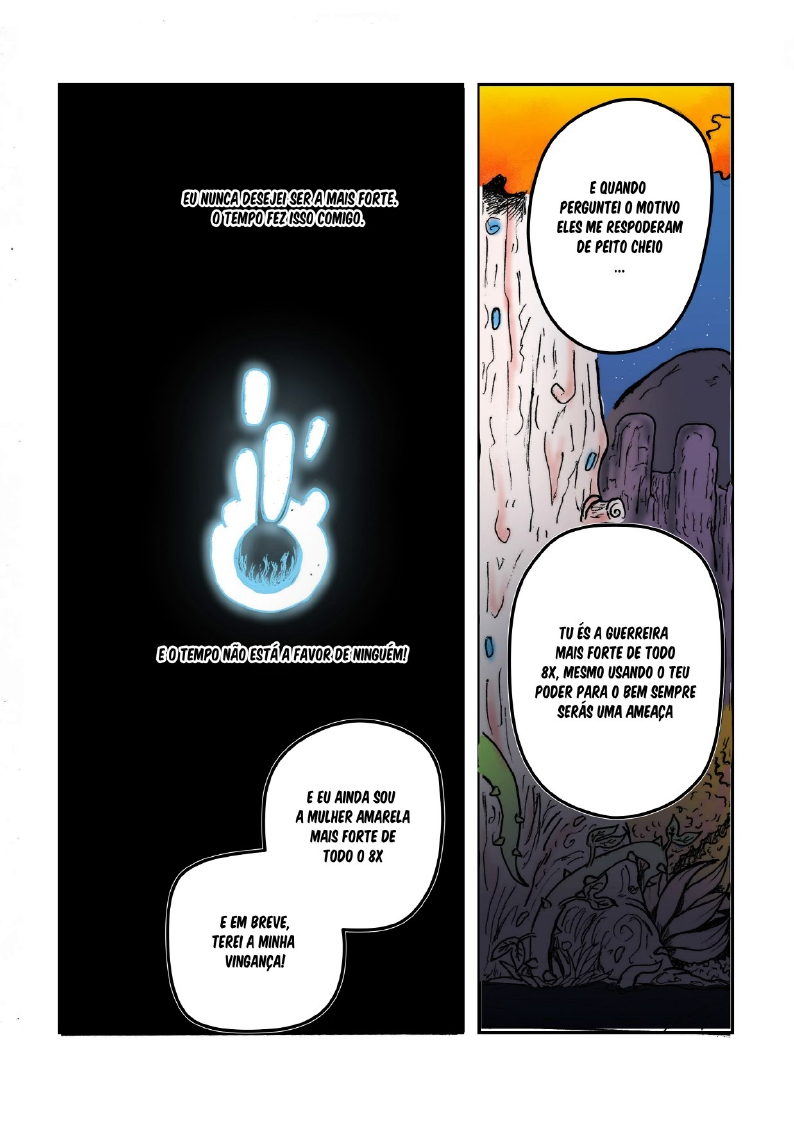 E QUANDO
PERGUNTEI O MOTIVO
ELES ME RESPODERAM
DE PEITO CHEIO
...
TU ÉS A GUERREIRA
MAIS FORTE DE TODO
8X, MESMO USANDO O TEU
PODER PARA O BEM SEMPRE
SERÁS UMA AMEAÇA
EU NUNCA DESEJEI SER A MAIS FORTE.
O TEMPO FEZ ISSO COMIGO.
E O TEMPO NÃO ESTÁ A FAVOR DE NINGUÉM!
E EU AINDA SOU
A MULHER AMARELA
MAIS FORTE DE
TODO O 8X
E EM BREVE,
TEREI A MINHA
VINGANÇA!